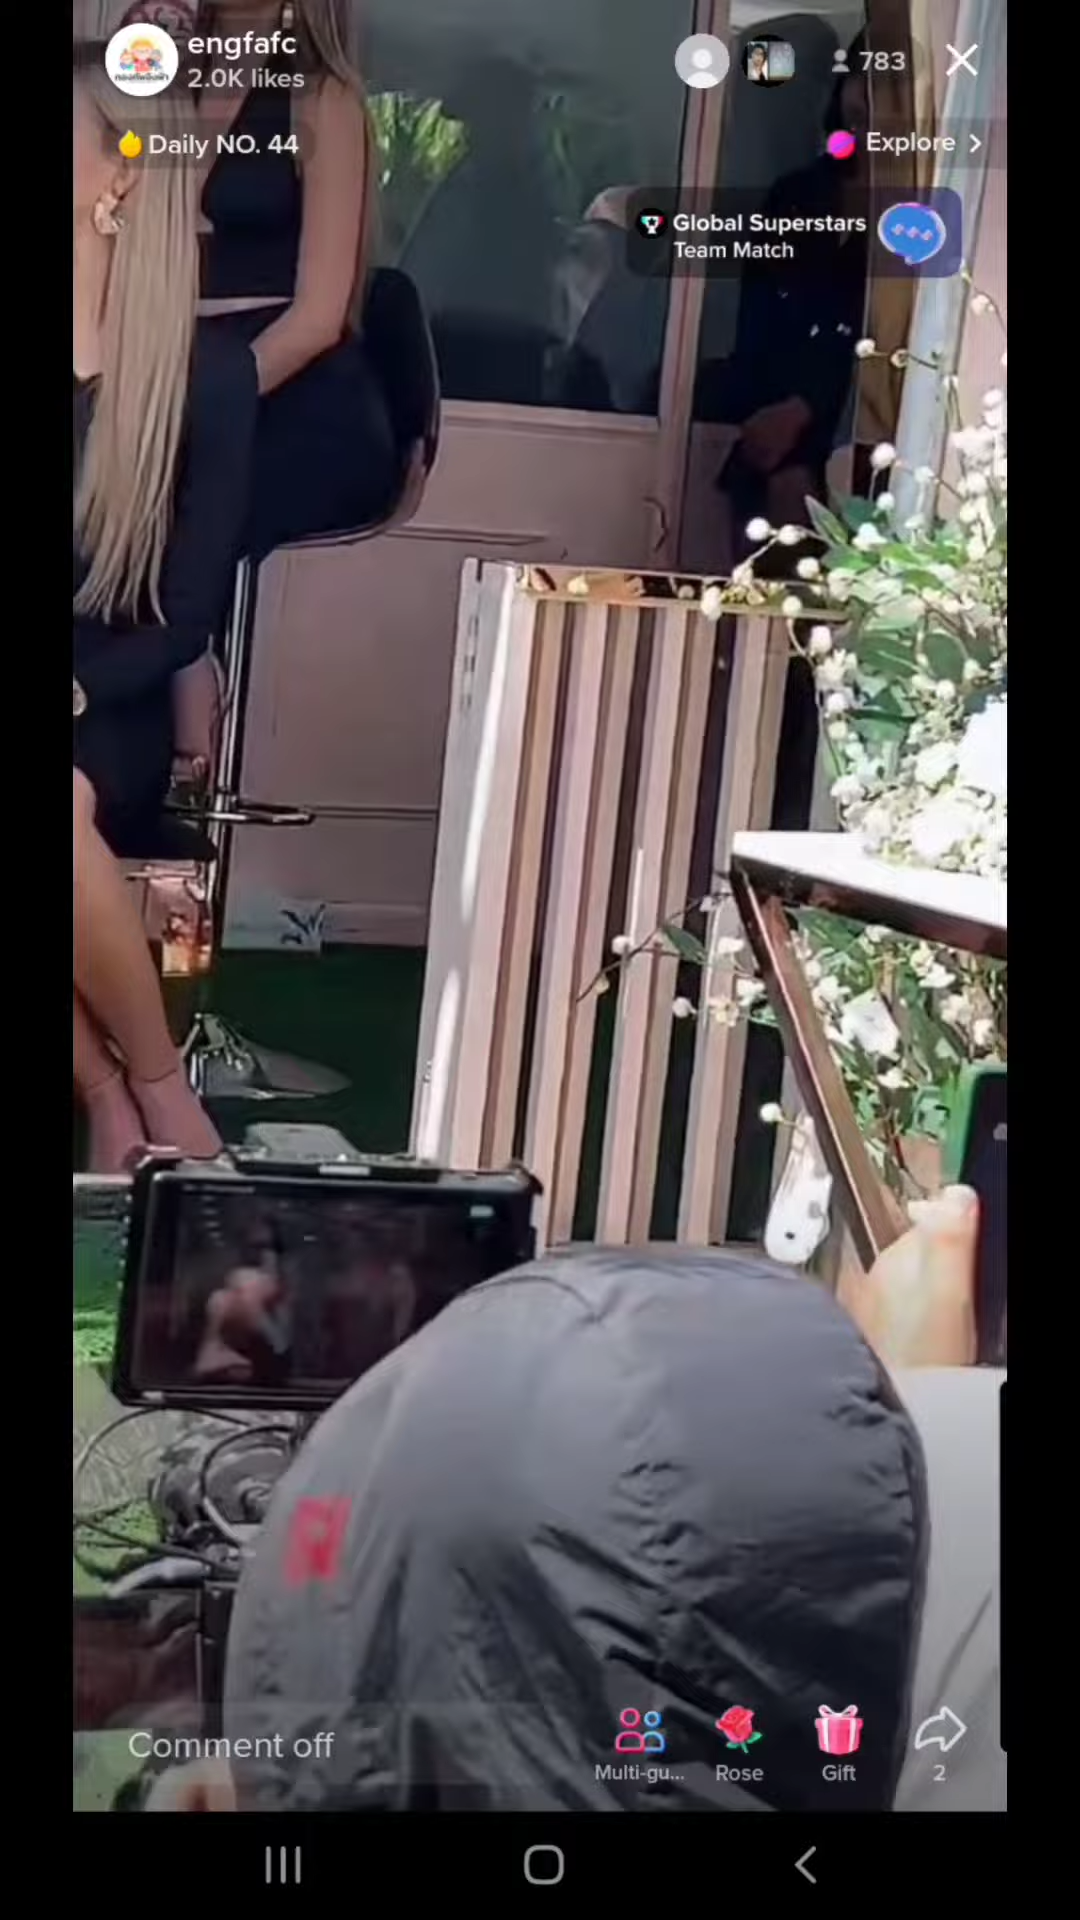 engfafc
2.0K likes
783
Daily NO. 44
Explore >
Global Superstars
Team Match
Comment off
Multi-gu...
Rose
Gift
2